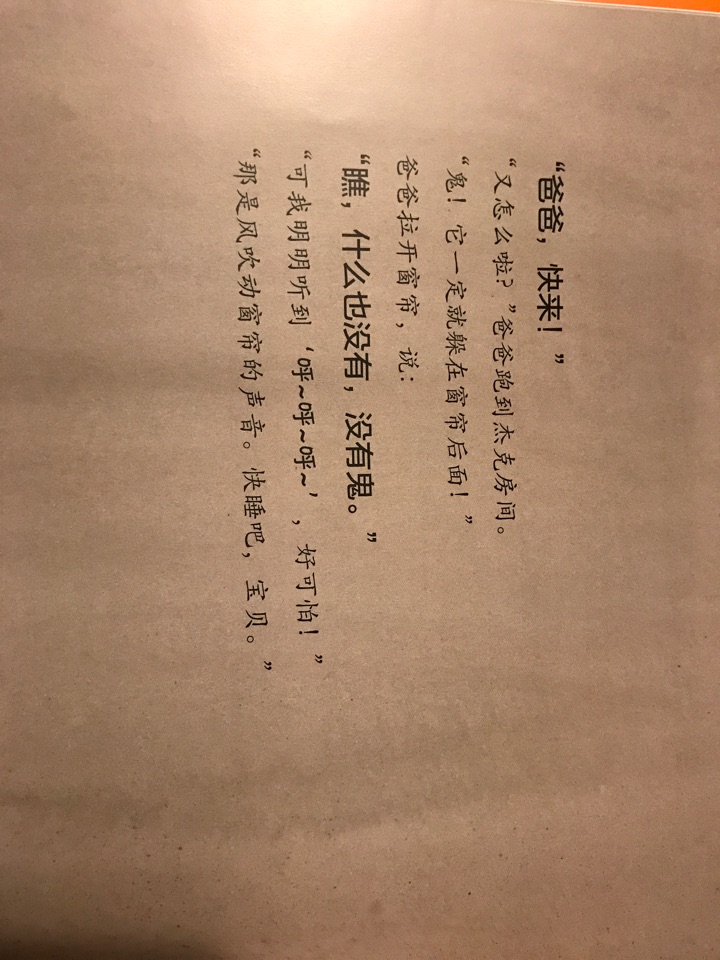 “爸爸，快来！”
“又怎么啦？”爸爸跑到杰克房间。
“鬼！它一定就躲在窗帘后面！”
爸爸拉开窗帘，说：
“瞧，什么也没有，没有鬼。”
“可我明明听到‘呼~呼~呼~’，好可怕！”
“那是风吹动窗帘的声音。快睡吧，宝贝。”